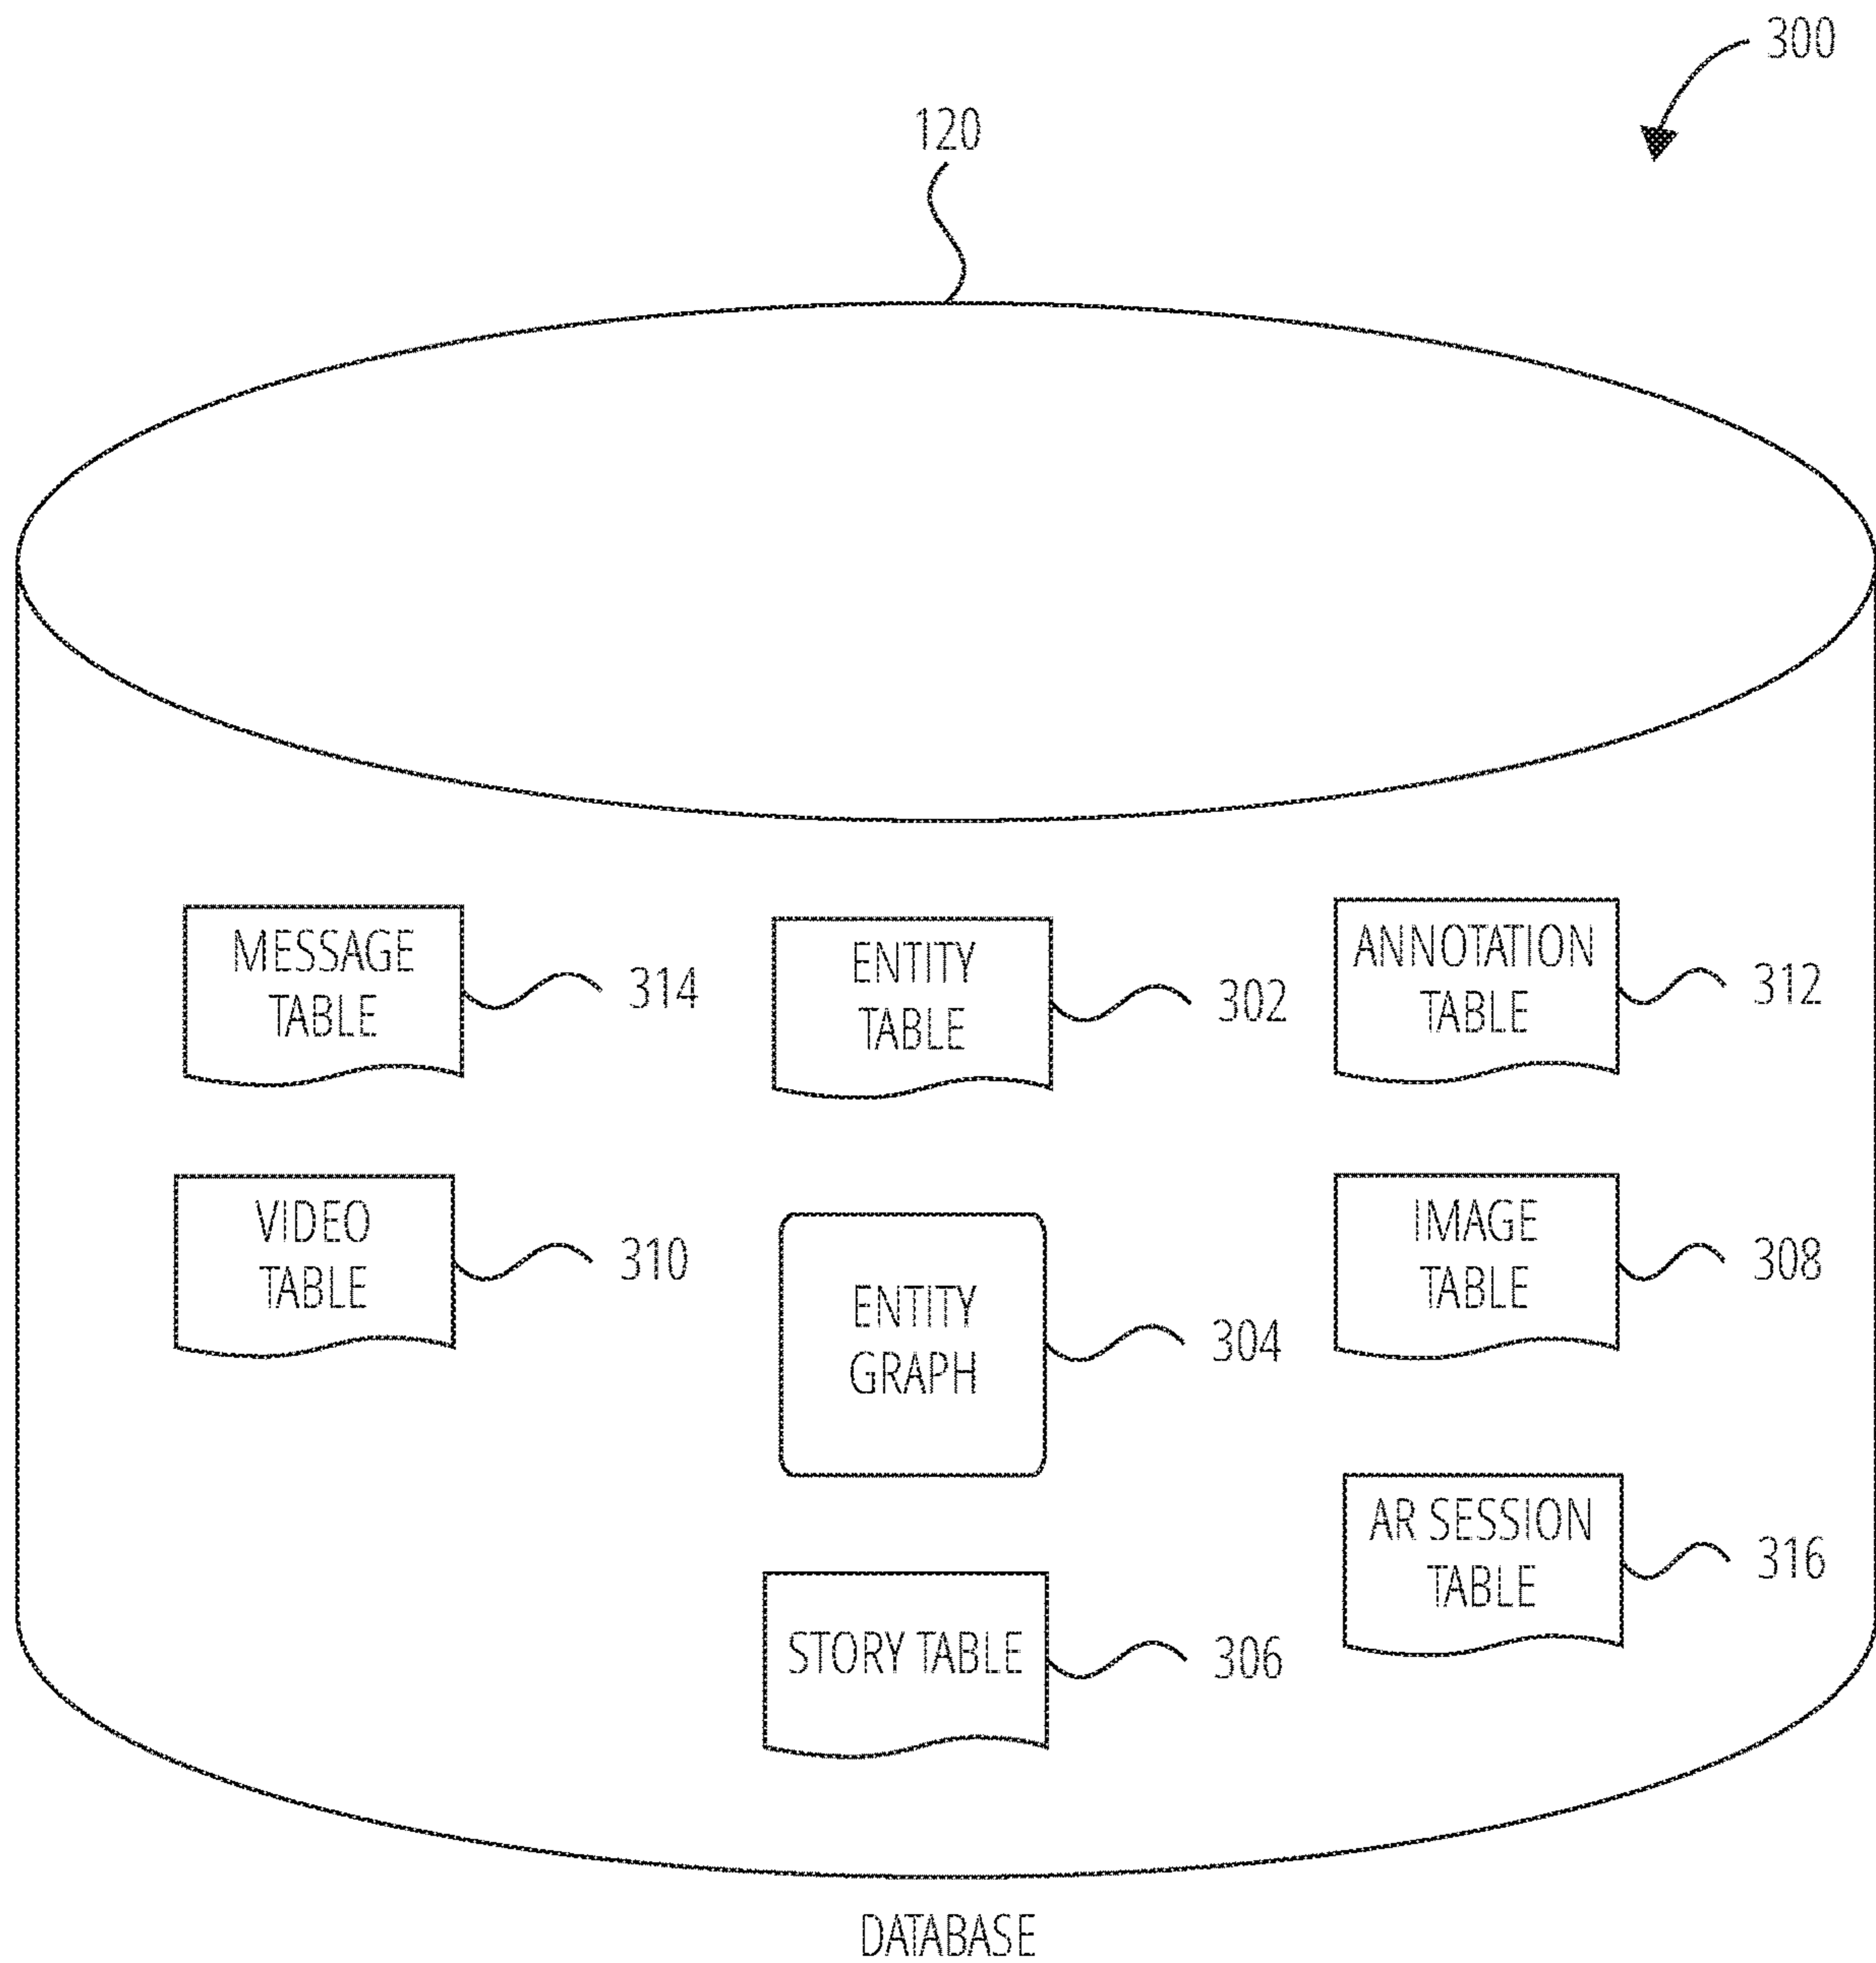 300
120
MESSAGE
TABLE
314
ENTITY
TABLE
302
ANNOTATION
TABLE
312
VIDEO
TABLE
310
ENTITY
GRAPH
304
IMAGE
TABLE
308
AR SESSION
TABLE
316
STORY TABLE
306
DATABASE